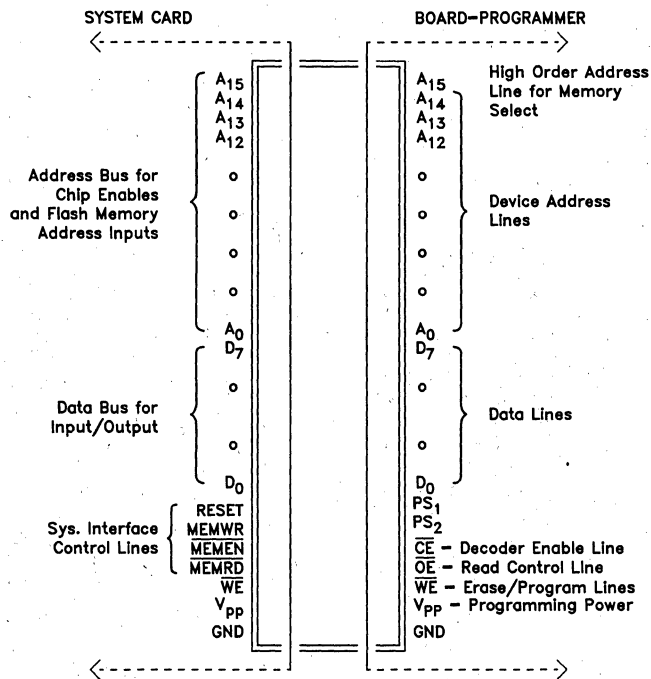 SYSTEM CARD
BOARD-PROGRAMMER
A15
A14
A13
A12
o
o
o
o
A0
D7
o
o
D0
RESET
MEMWR
MEMEN
MEMRD
WE
Vpp
GND
Address Bus for
Chip Enables
and Flash Memory
Address Inputs
Data Bus for
Input/Output
Sys. Interface
Control Lines
A15
A14
A13
A12
o
o
o
o
A0
D7
o
o
D0
PS1
PS2
CE – Decoder Enable Line
OE – Read Control Line
WE – Erase/Program Lines
VPP – Programming Power
GND
High Order Address
Line for Memory
Select
Device Address
Lines
Data Lines